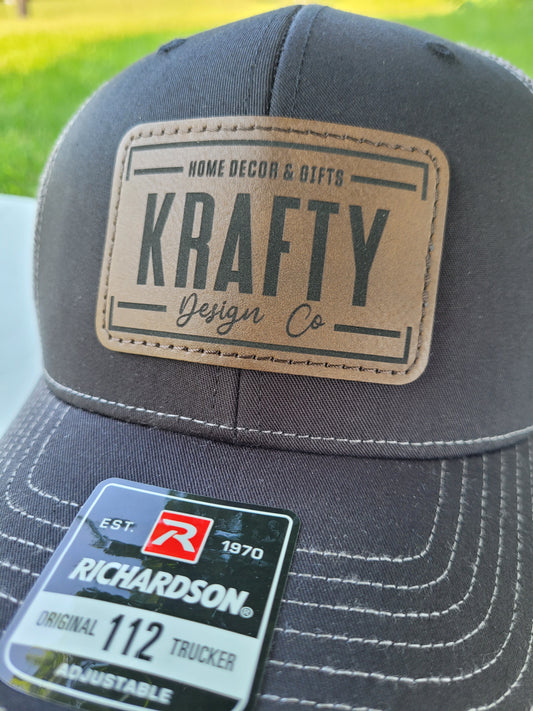 HOME DECOR & GIFTS
KRAFTY
Design Co
EST. R 1970
RICHARDSON®
ORIGINAL 112 TRUCKER
ADJUSTABLE